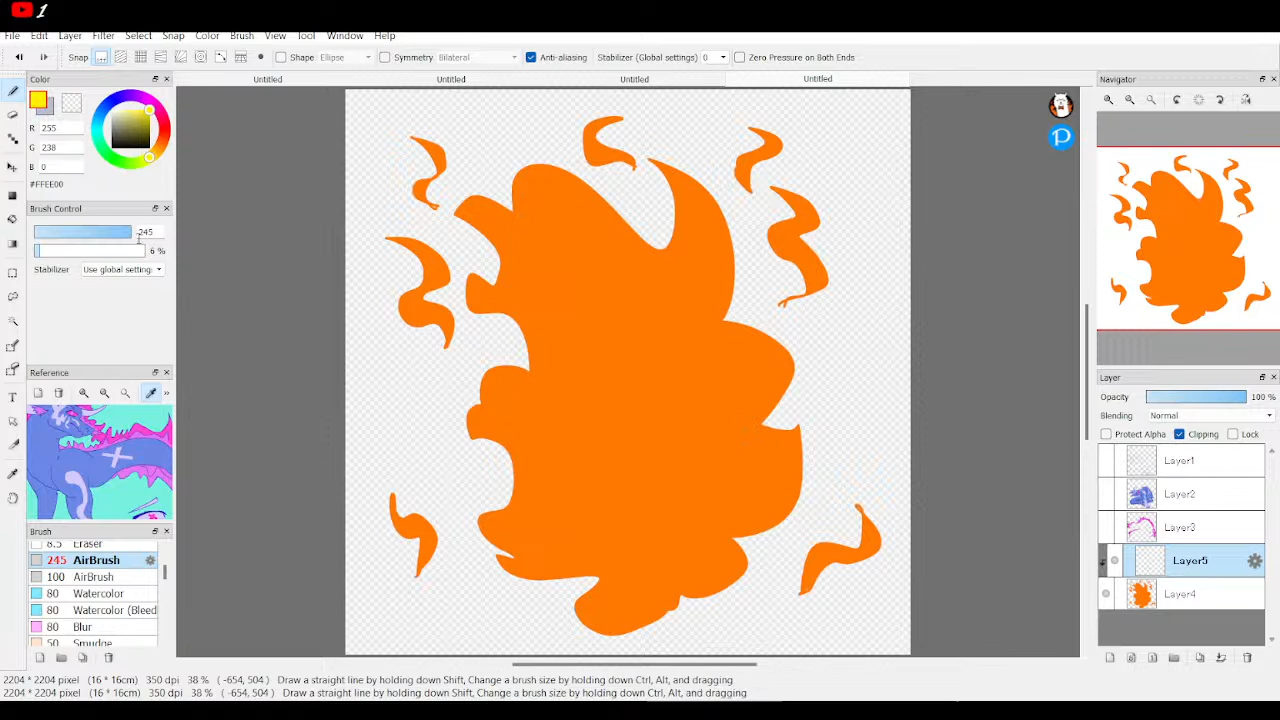 1
File Edit Layer Filter Select Snap Color Brush View Tool Window Help
Snap Shape Ellipse Symmetry Bilateral Anti-aliasing Stabilizer (Global settings) 0 Zero Pressure on Both Ends
Color
Untitled Untitled Untitled Untitled
Navigator
R 255
G 238
B 0
#FFEE00
Brush Control
245
6 %
Stabilizer Use global setting
Reference
Layer
Opacity 100 %
Blending Normal
Protect Alpha Clipping Lock
Layer1
Layer2
Layer3
Layer5
Layer4
Brush
8.5 Eraser
245 AirBrush
100 AirBrush
80 Watercolor
80 Watercolor (Bleed
80 Blur
50 Smudge
2204 * 2204 pixel (16 * 16cm) 350 dpi 38 % ( -654, 504) Draw a straight line by holding down Shift, Change a brush size by holding down Ctrl, Alt, and dragging
2204 * 2204 pixel (16 * 16cm) 350 dpi 38 % ( -654, 504) Draw a straight line by holding down Shift, Change a brush size by holding down Ctrl, Alt, and dragging